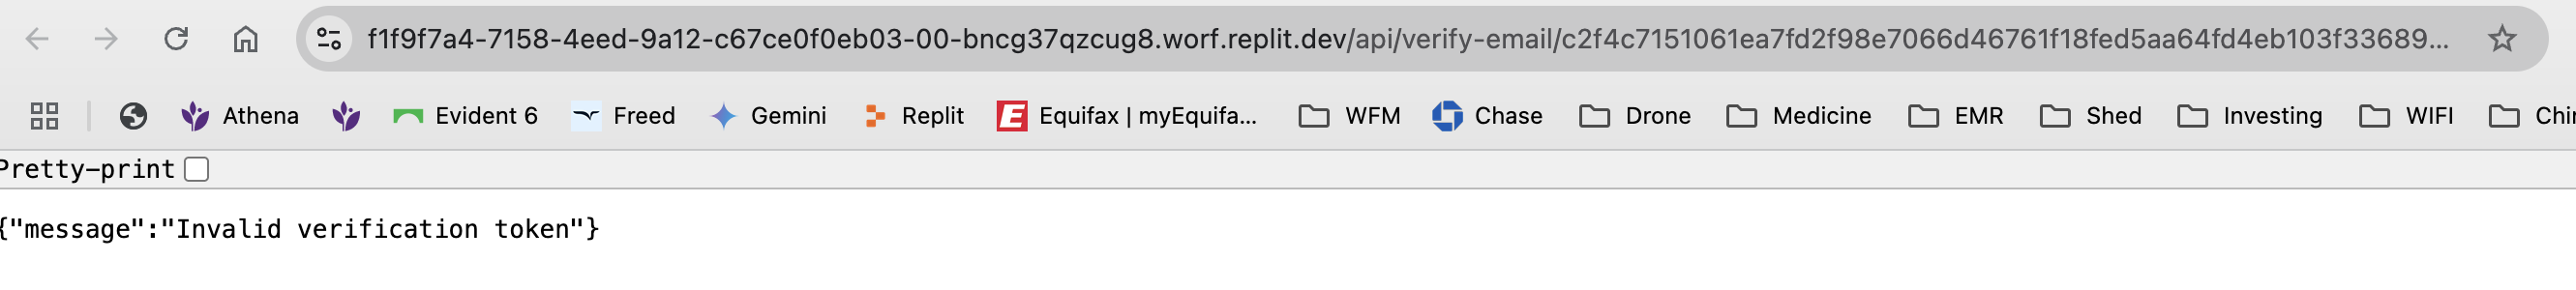 f1f9f7a4-7158-4eed-9a12-c67ce0f0eb03-00-bncg37qzcug8.worf.replit.dev/api/verify-email/c2f4c7151061ea7fd2f98e7066d46761f18fed5aa64fd4eb103f33689...
Athena Evident 6 Freed Gemini Replit Equifax | myEquifa... WFM Chase Drone Medicine EMR Shed Investing WIFI Chir
Pretty-print
{"message":"Invalid verification token"}